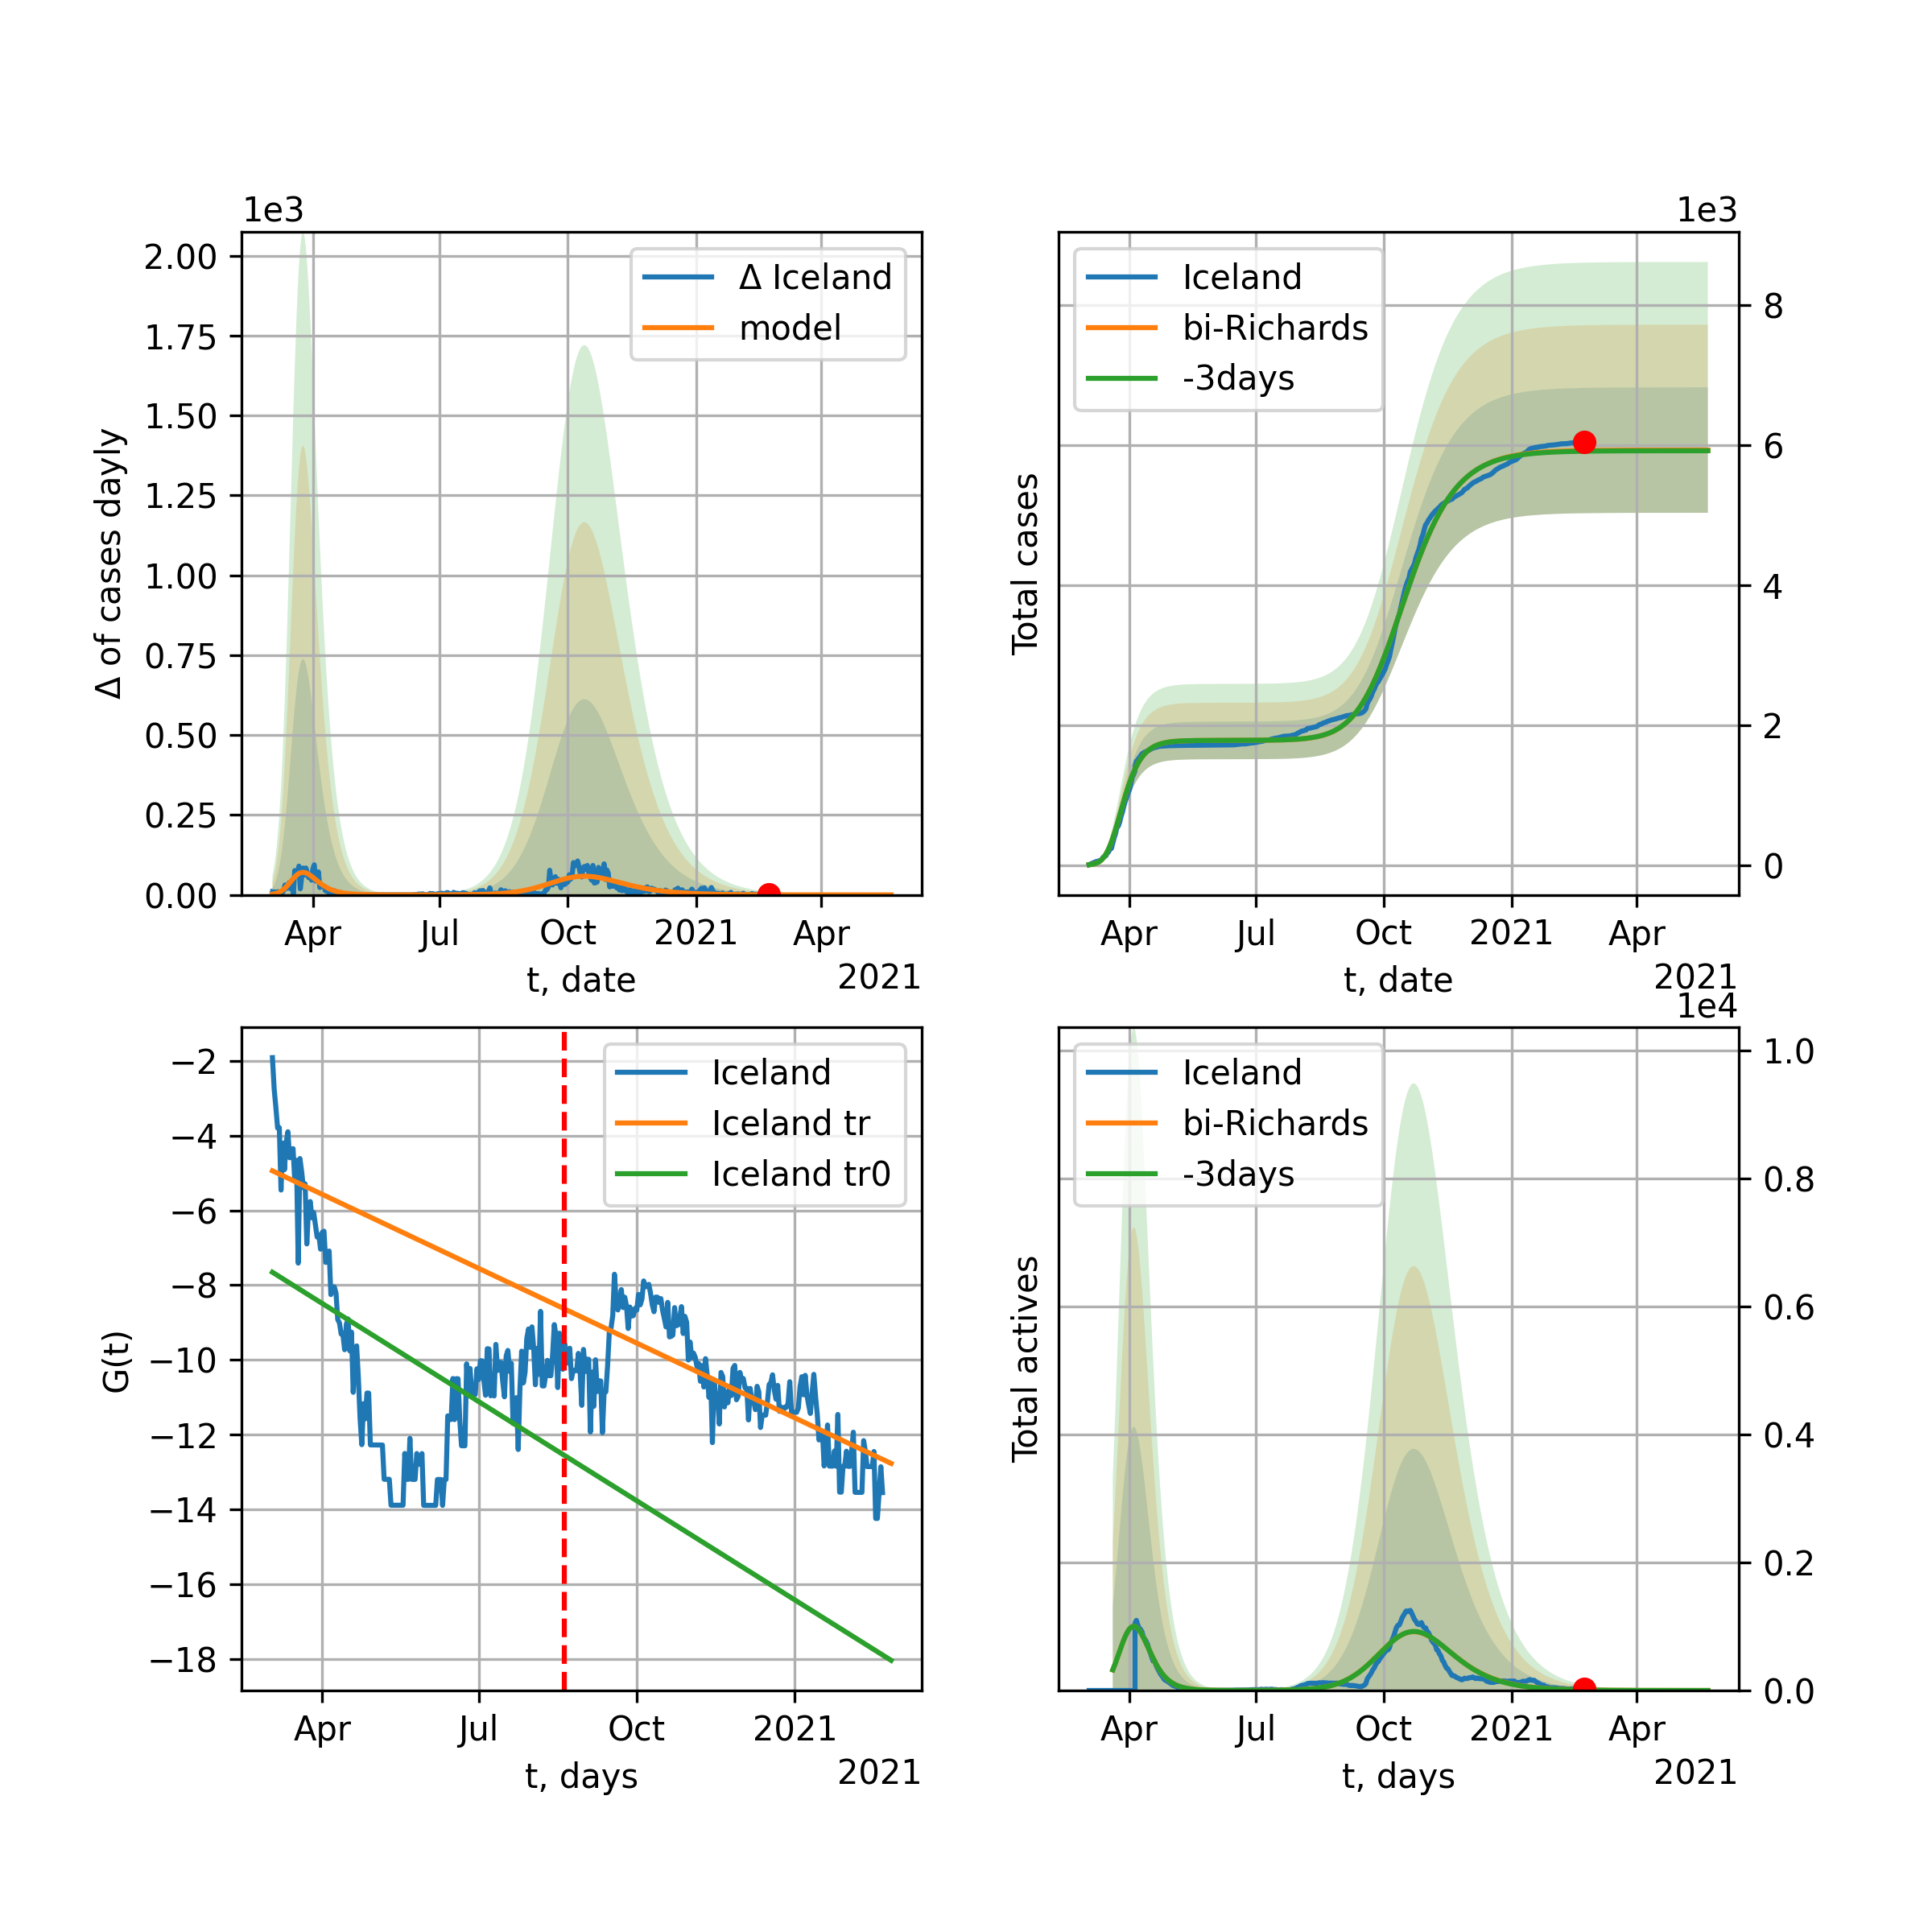 1e3
2.00
1.75
1.50
1.25
1.00
0.75
0.50
0.25
0.00
Δ of cases dayly
Δ Iceland
model
Apr Jul Oct 2021 Apr
t, date
2021
1e3
Iceland
bi-Richards
-3days
8
6
4
2
0
Total cases
Apr Jul Oct 2021 Apr
t, date
2021
−2
−4
−6
−8
−10
−12
−14
−16
−18
G(t)
Iceland
Iceland tr
Iceland tr0
Apr Jul Oct 2021
t, days
2021
1e4
Iceland
bi-Richards
-3days
1.0
0.8
0.6
0.4
0.2
0.0
Total actives
Apr Jul Oct 2021 Apr
t, days
2021